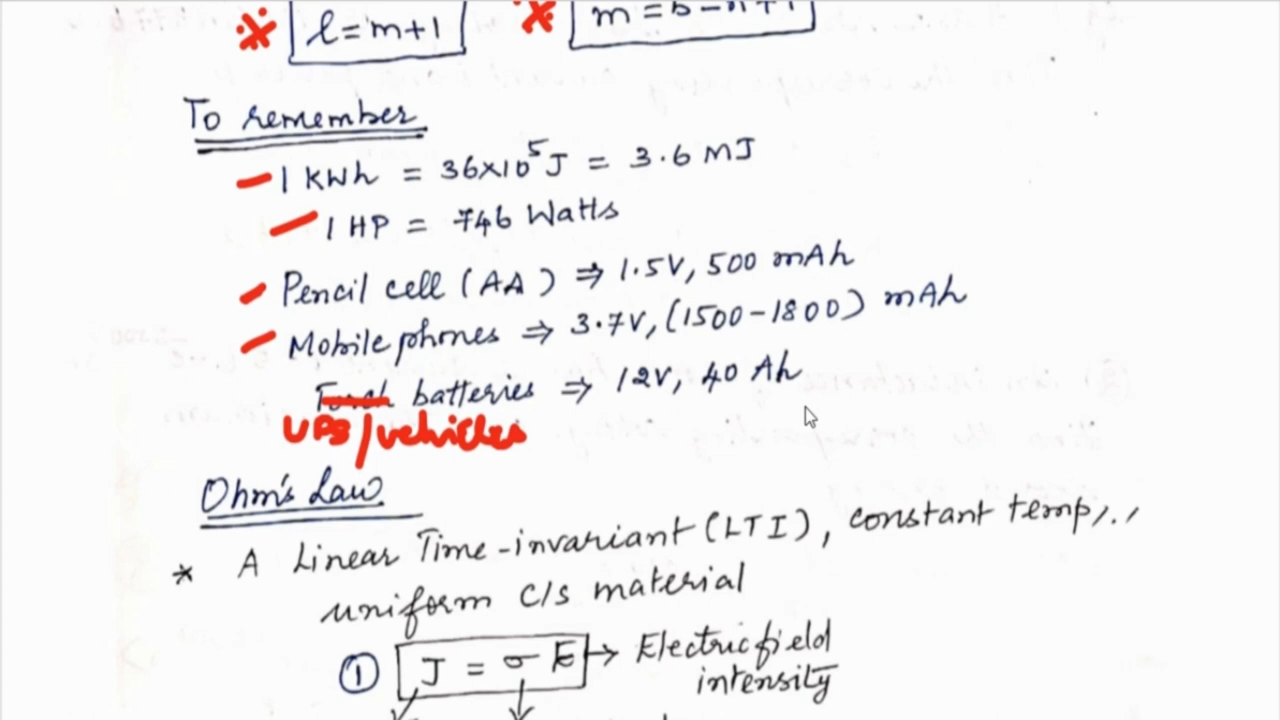 l = m+1
m = b-n+1
To remember
1 KWh = 36×10⁵ J = 3.6 MJ
1 HP = 746 Watts
Pencil cell (AA) ⇒ 1.5V, 500 mAh
Mobile phones ⇒ 3.7V, (1500-1800) mAh
Torch batteries ⇒ 12V, 40 Ah
UPS/vehicles
Ohm's Law
* A Linear Time-invariant (LTI), constant temp,.,
uniform C/s material
① J = σ E → Electric field
intensity